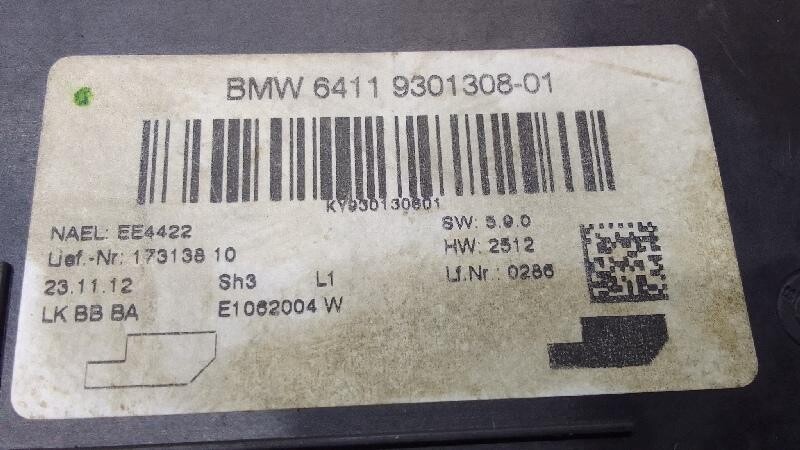 BMW 6411 9301308-01
KY930130801
NAEL: EE4422
SW: 5.9.0
Lief.-Nr: 173138 10
HW: 2512
23.11.12 Sh3 L1
Lf.Nr.: 0286
LK BB BA E1062004 W